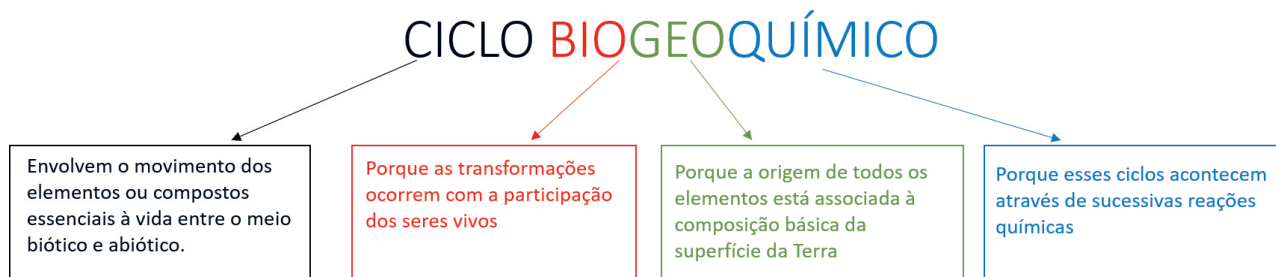 CICLO BIOGEOQUÍMICO
Envolvem o movimento dos
elementos ou compostos
essenciais à vida entre o meio
biótico e abiótico.
Porque as transformações
ocorrem com a participação
dos seres vivos
Porque a origem de todos os
elementos está associada à
composição básica da
superfície da Terra
Porque esses ciclos acontecem
através de sucessivas reações
químicas